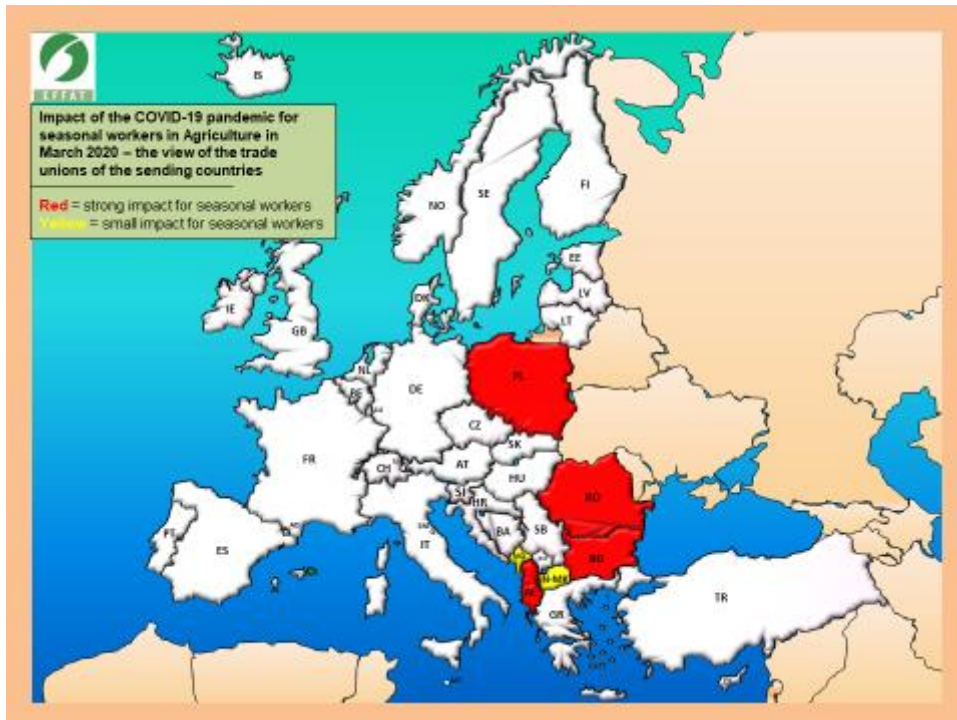 EFFAT
Impact of the COVID-19 pandemic for
seasonal workers in Agriculture in
March 2020 – the view of the trade
unions of the sending countries
Red = strong impact for seasonal workers
Yellow = small impact for seasonal workers
IS
NO
SE
FI
EE
LV
LT
DK
IE
GB
NL
BE
DE
PL
CZ
SK
FR
CH
AT
HU
RO
SI
HR
BA
SB
PT
ES
IT
BG
AL
N-MK
GR
TR